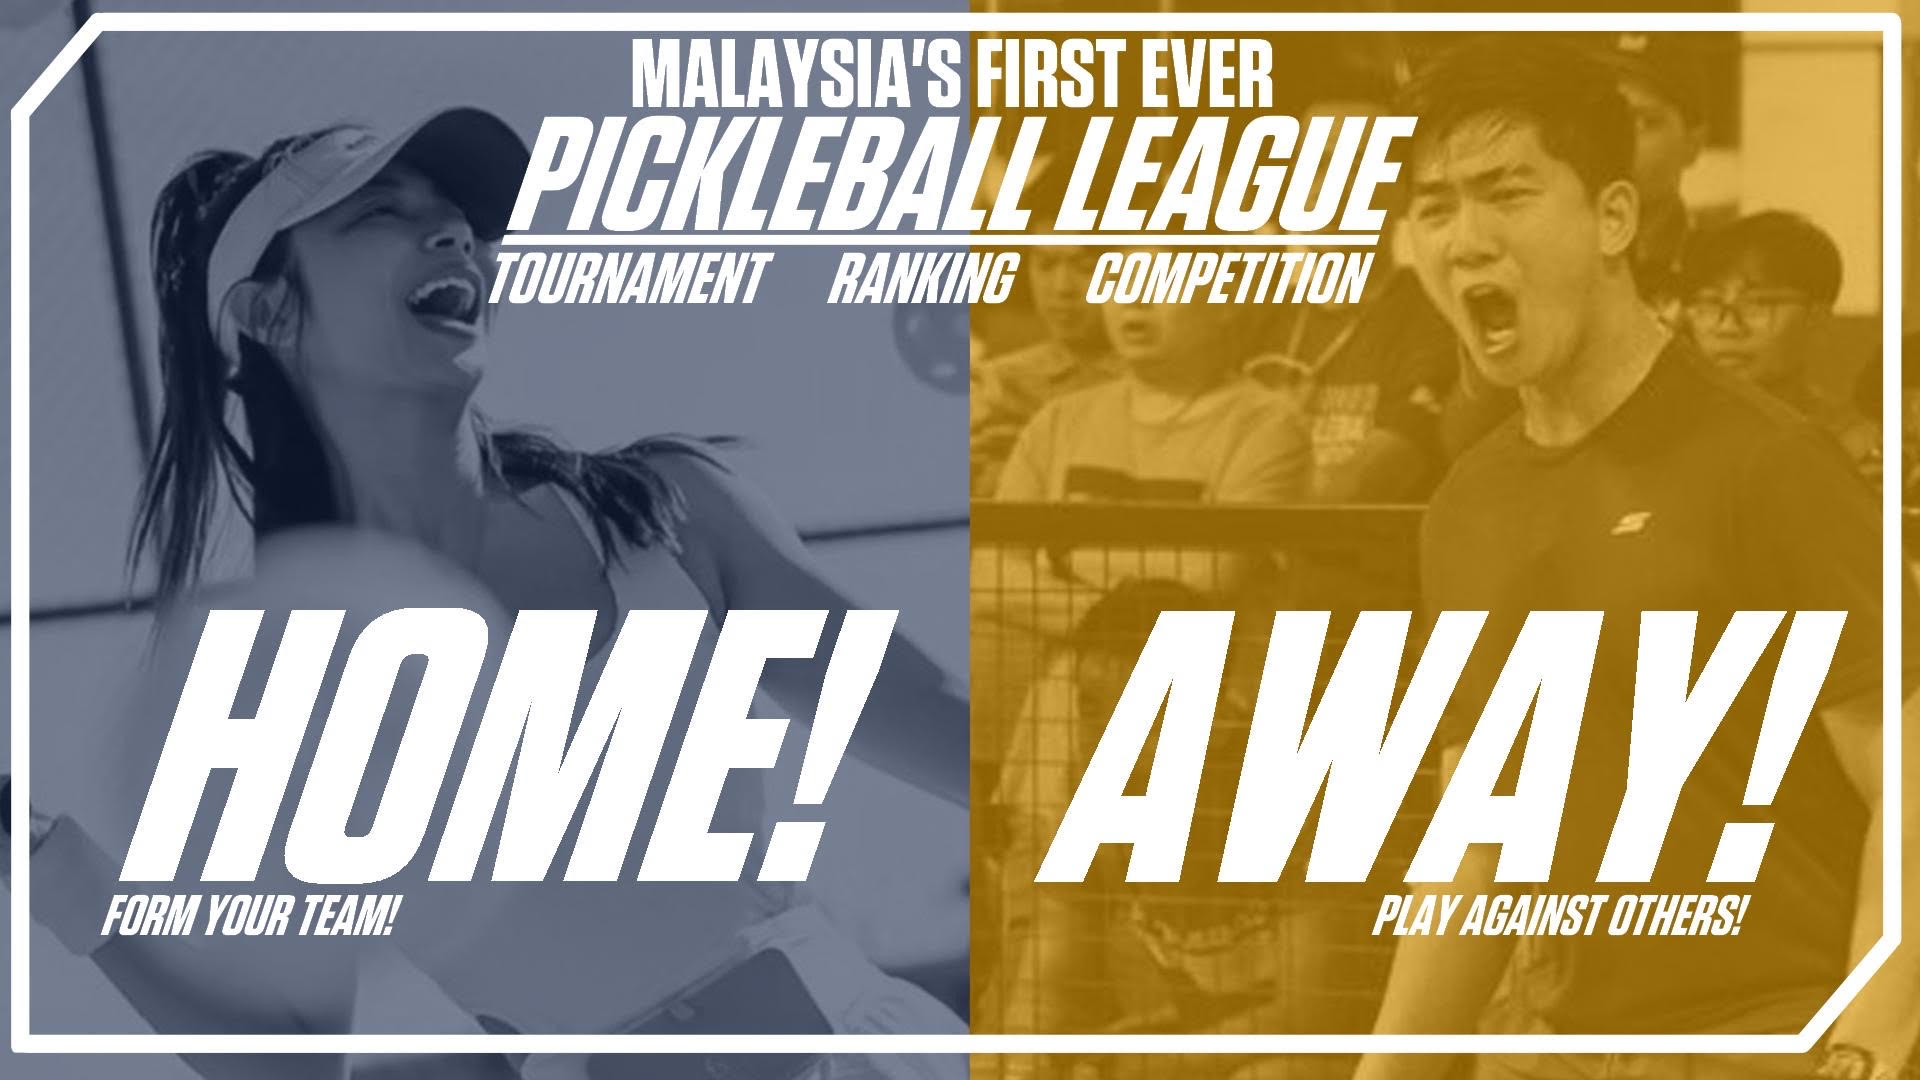 MALAYSIA'S FIRST EVER
PICKLEBALL LEAGUE
TOURNAMENT RANKING COMPETITION
HOME!
AWAY!
FORM YOUR TEAM!
PLAY AGAINST OTHERS!